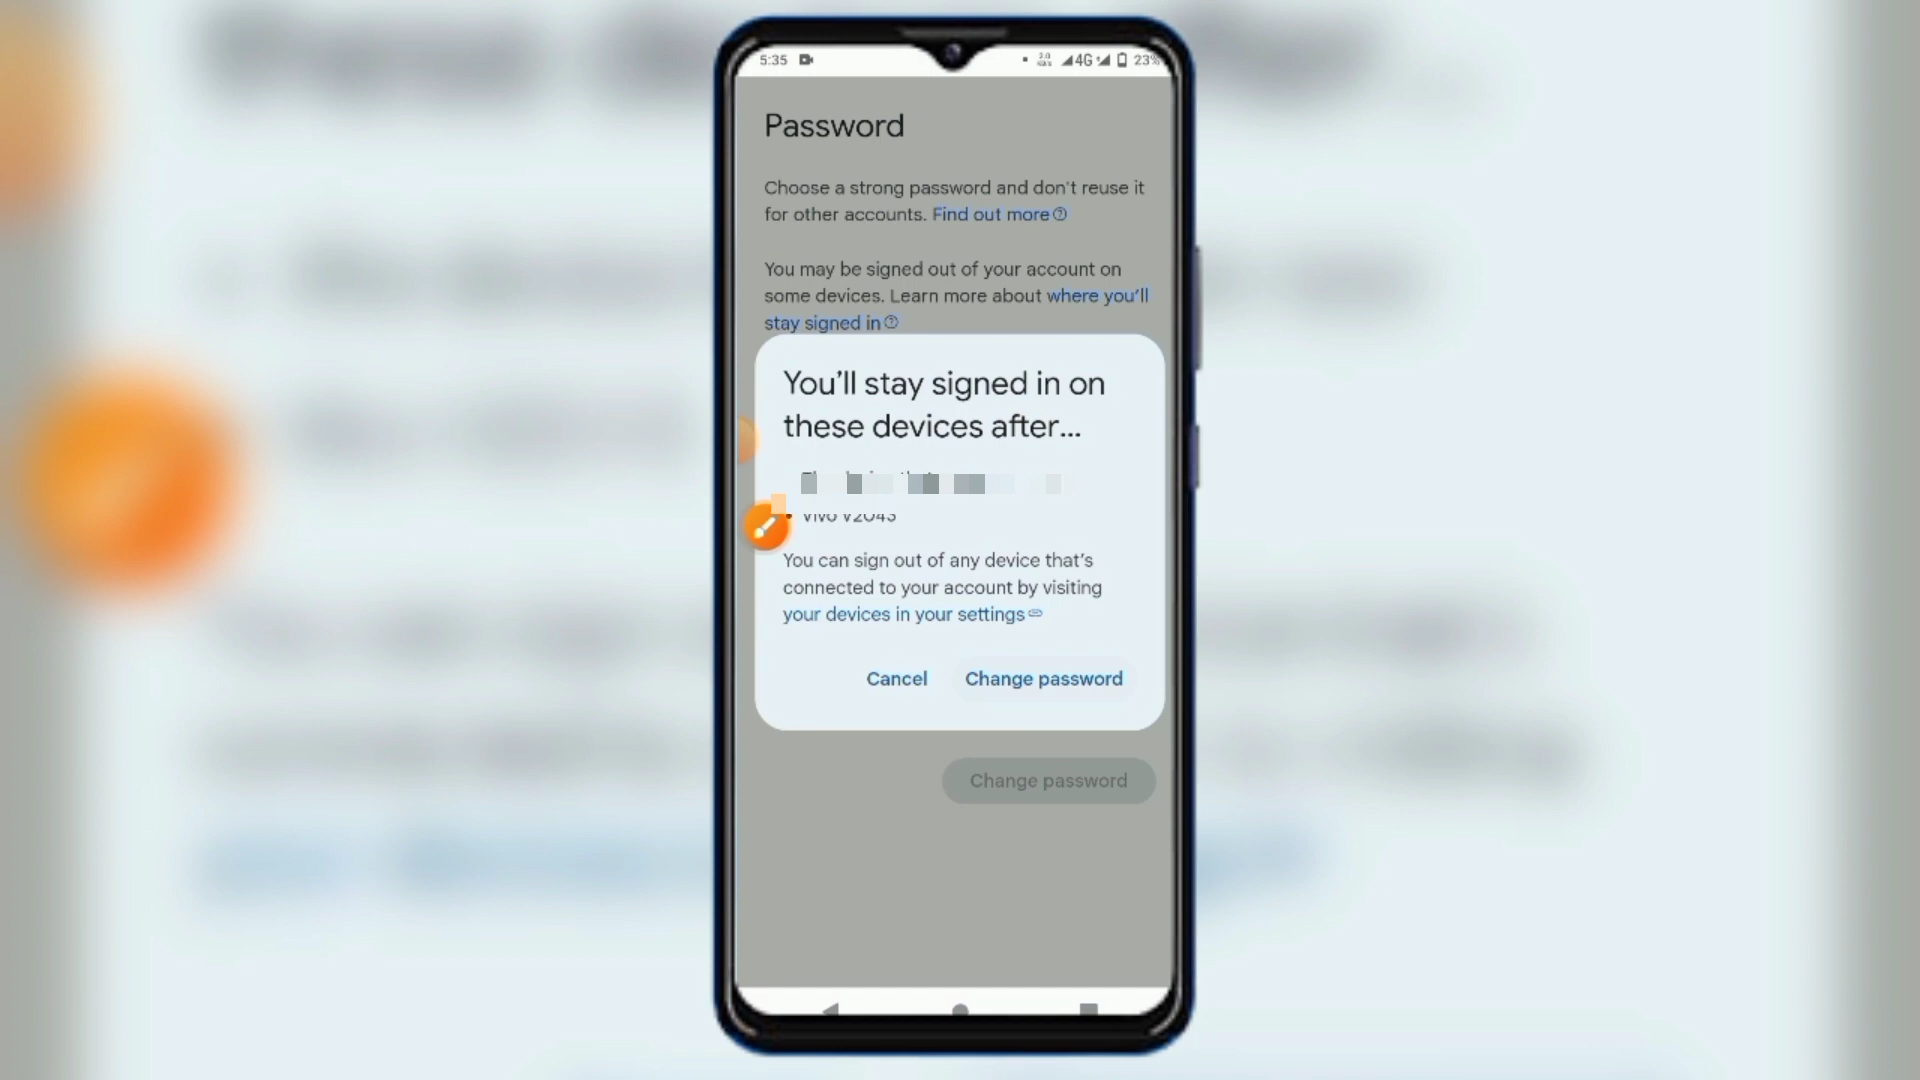 5:35
4G 23%
Password
Choose a strong password and don't reuse it
for other accounts. Find out more
You may be signed out of your account on
some devices. Learn more about where you'll
stay signed in
You'll stay signed in on
these devices after...
vivo V2043
You can sign out of any device that's
connected to your account by visiting
your devices in your settings
Cancel Change password
Change password